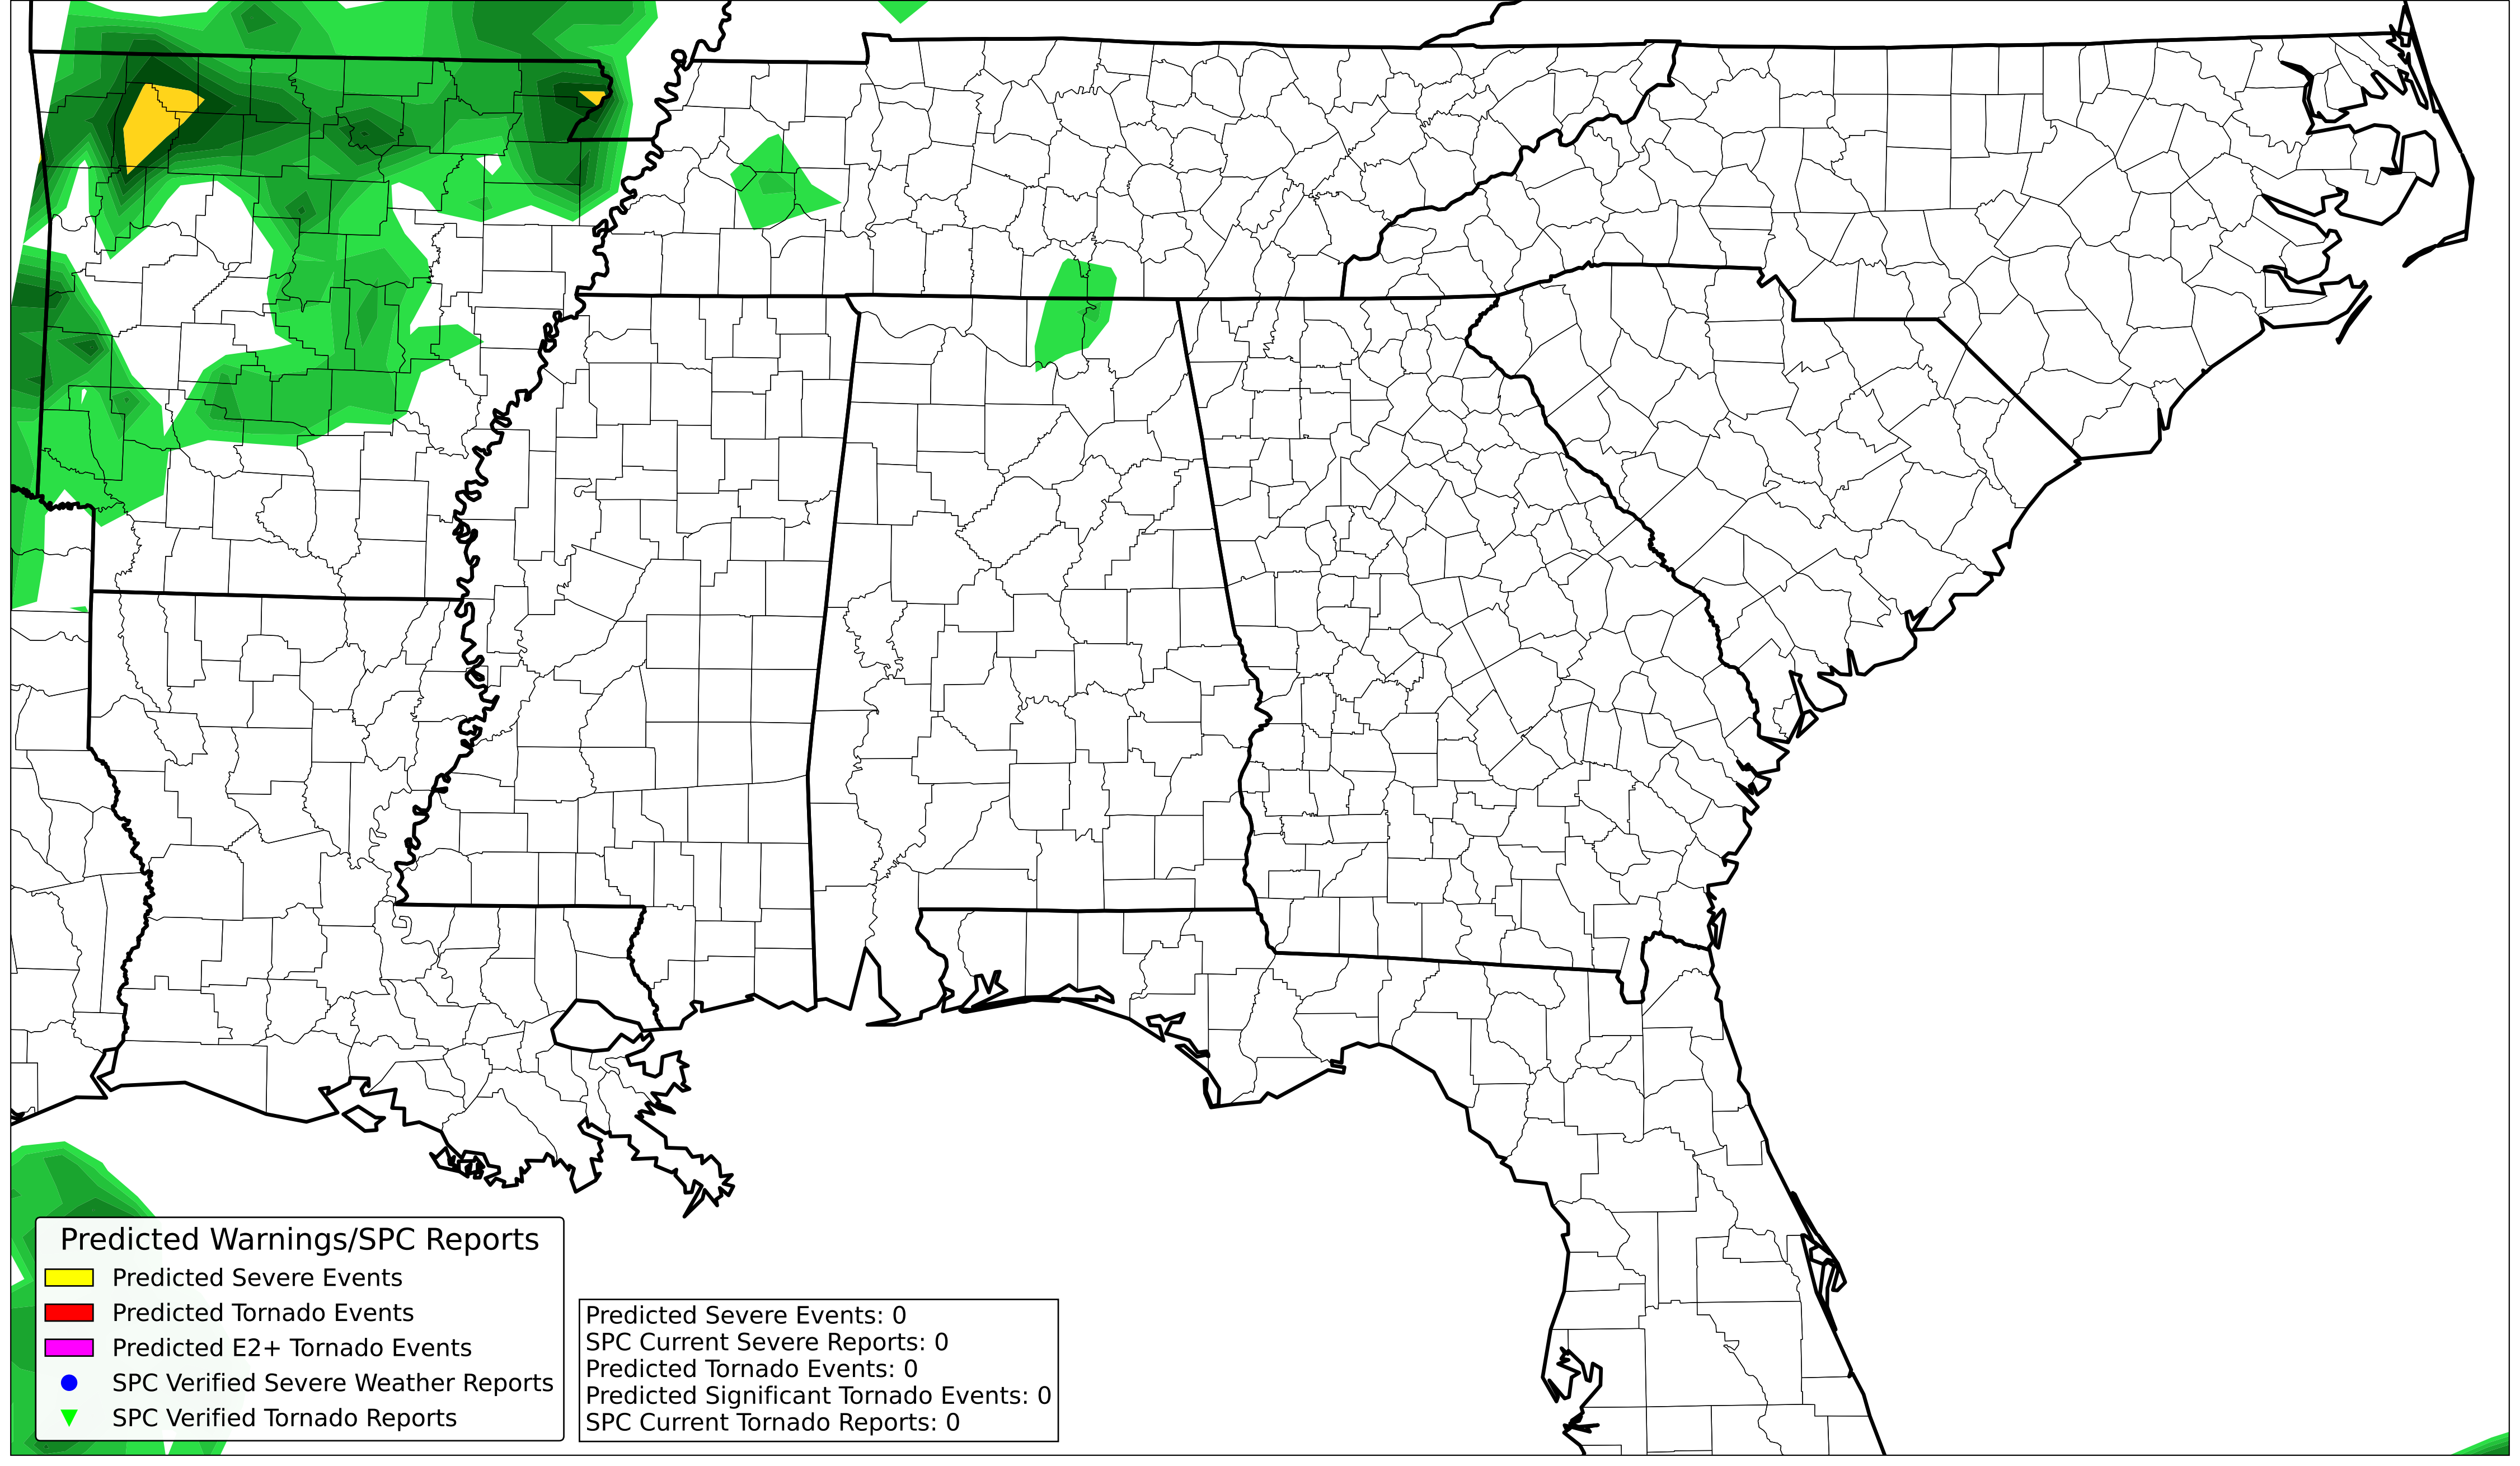 Predicted Warnings/SPC Reports
Predicted Severe Events
Predicted Tornado Events
Predicted E2+ Tornado Events
SPC Verified Severe Weather Reports
SPC Verified Tornado Reports
Predicted Severe Events: 0
SPC Current Severe Reports: 0
Predicted Tornado Events: 0
Predicted Significant Tornado Events: 0
SPC Current Tornado Reports: 0